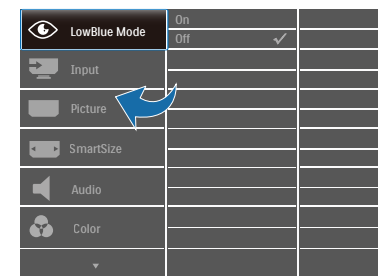 LowBlue Mode
On
Off
Input
Picture
SmartSize
Audio
Color